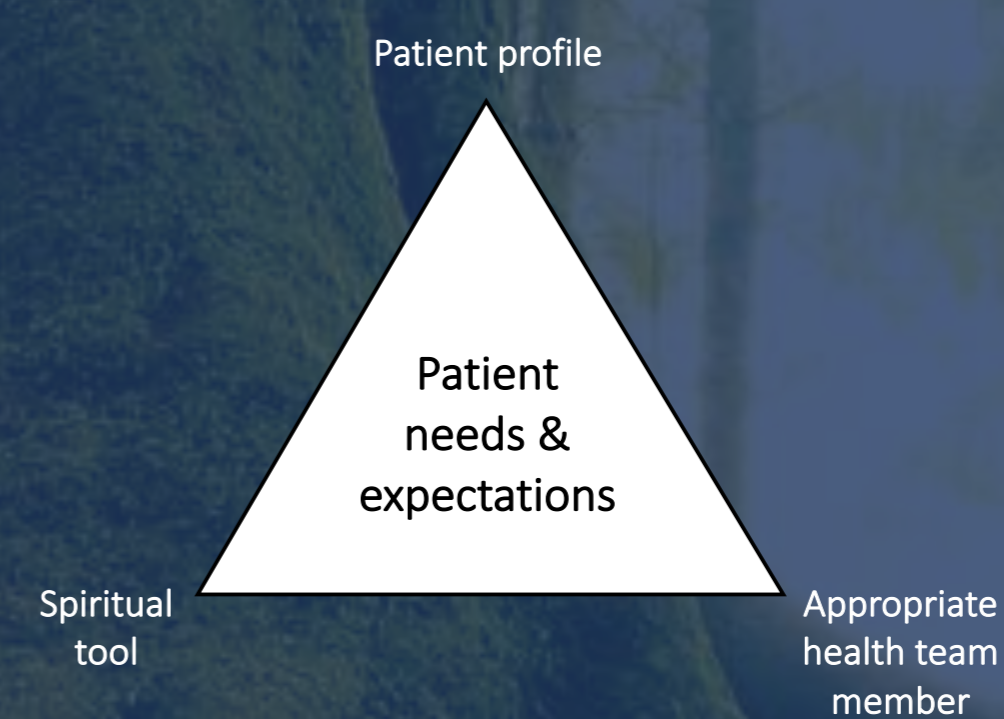 Patient profile
Patient
needs &
expectations
Spiritual
tool
Appropriate
health team
member